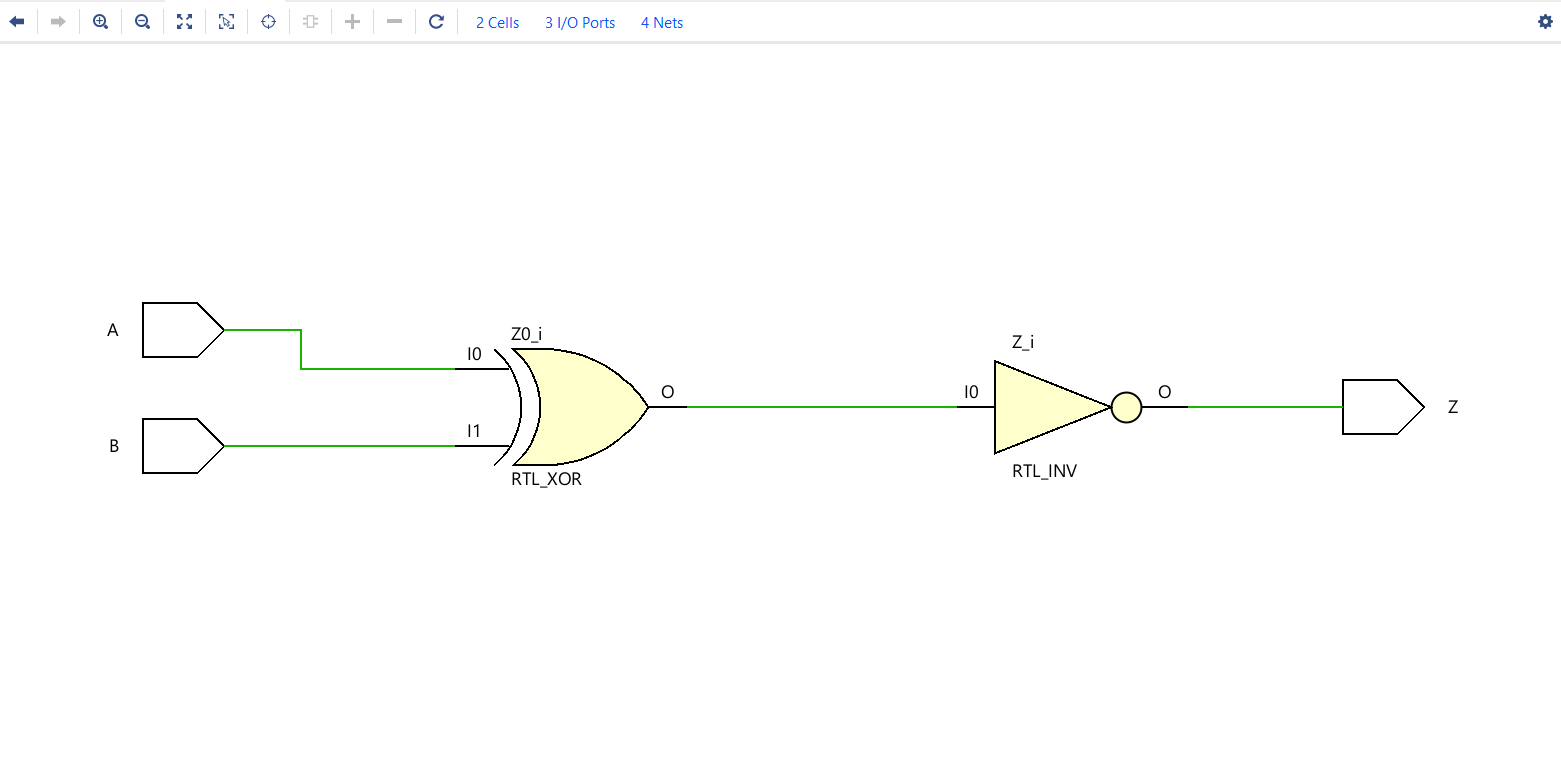 2 Cells 3 I/O Ports 4 Nets
A
B
I0
I1
Z0_i
RTL_XOR
O
I0
Z_i
RTL_INV
O
Z